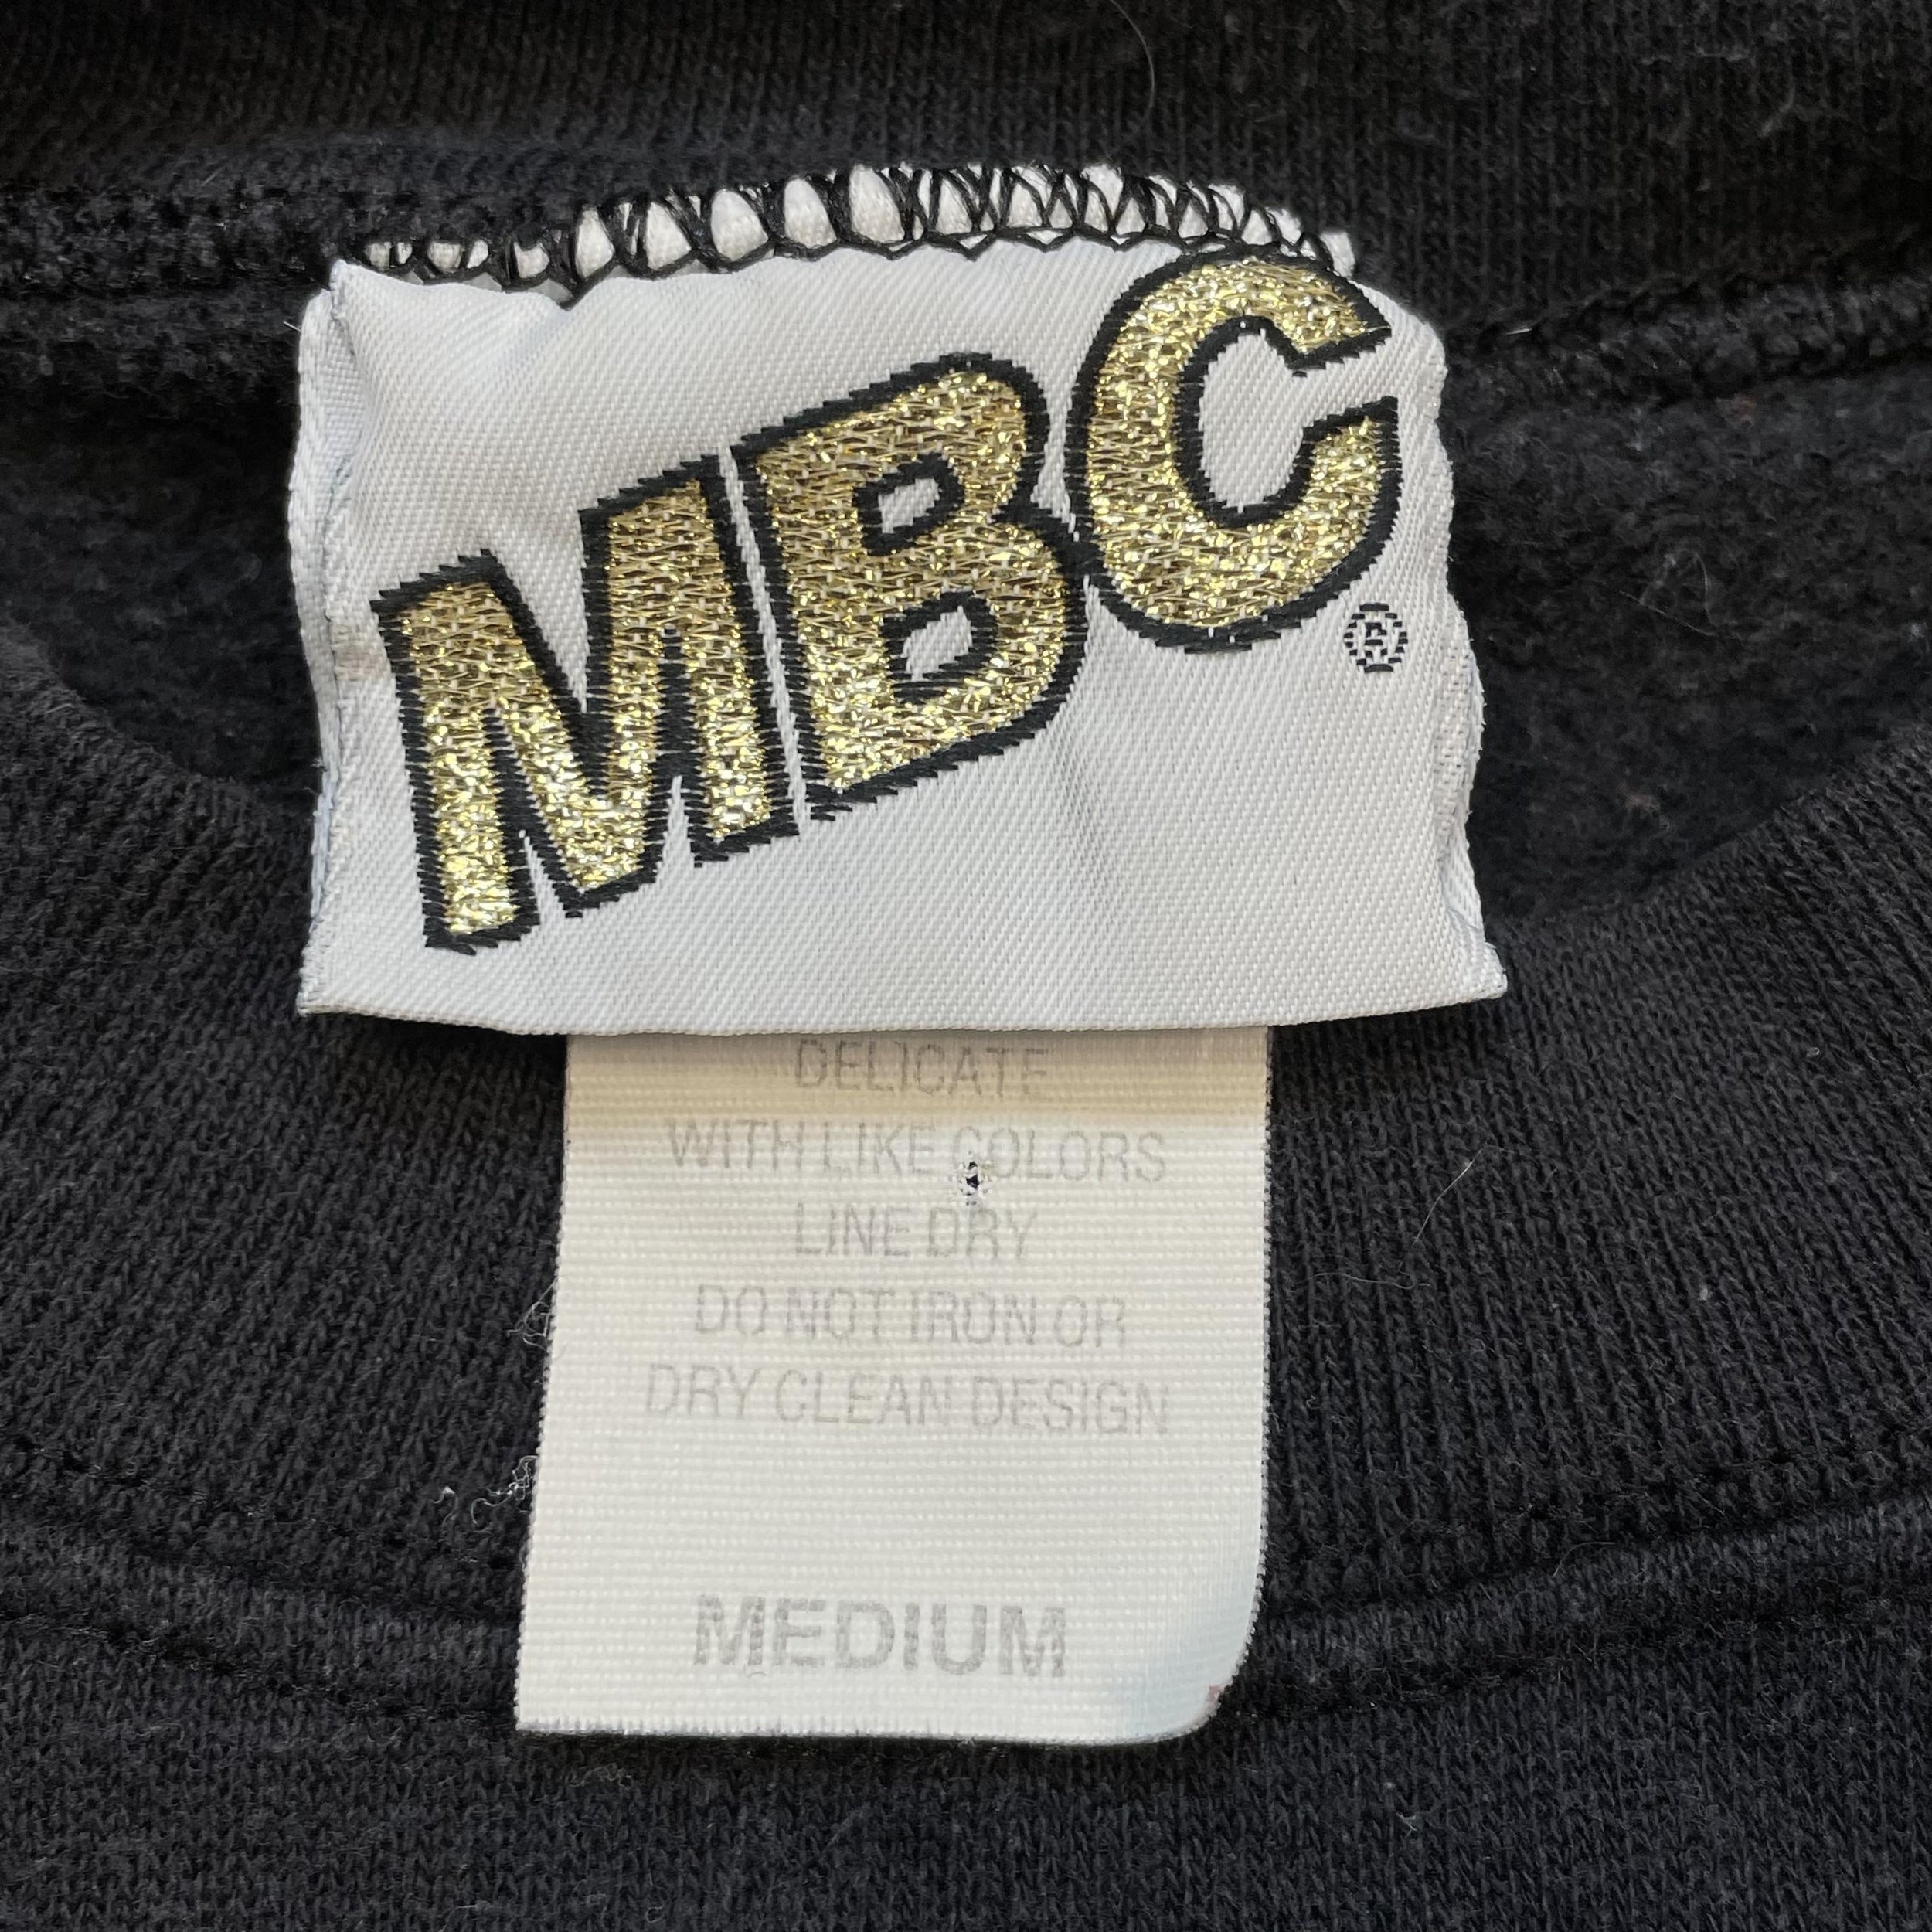 MBC®
DELICATE
WITH LIKE COLORS
LINE DRY
DO NOT IRON OR
DRY CLEAN DESIGN
MEDIUM